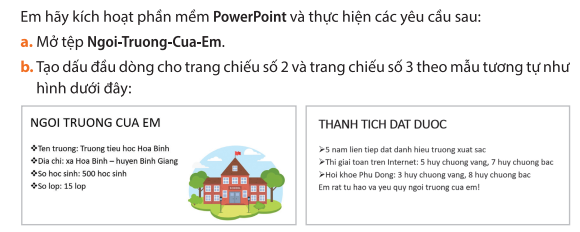 Em hãy kích hoạt phần mềm PowerPoint và thực hiện các yêu cầu sau:
a. Mở tệp Ngoi-Truong-Cua-Em.
b. Tạo dấu đầu dòng cho trang chiếu số 2 và trang chiếu số 3 theo mẫu tương tự như
hình dưới đây:
NGOI TRUONG CUA EM
❖Ten truong: Truong tieu hoc Hoa Binh
❖Dia chi: xa Hoa Binh – huyen Binh Giang
❖So hoc sinh: 500 hoc sinh
❖So lop: 15 lop
THANH TICH DAT DUOC
➢5 nam lien tiep dat danh hieu truong xuat sac
➢Thi giai toan tren Internet: 5 huy chuong vang, 7 huy chuong bac
➢Hoi khoe Phu Dong: 3 huy chuong vang, 8 huy chuong bac
Em rat tu hao va yeu quy ngoi truong cua em!